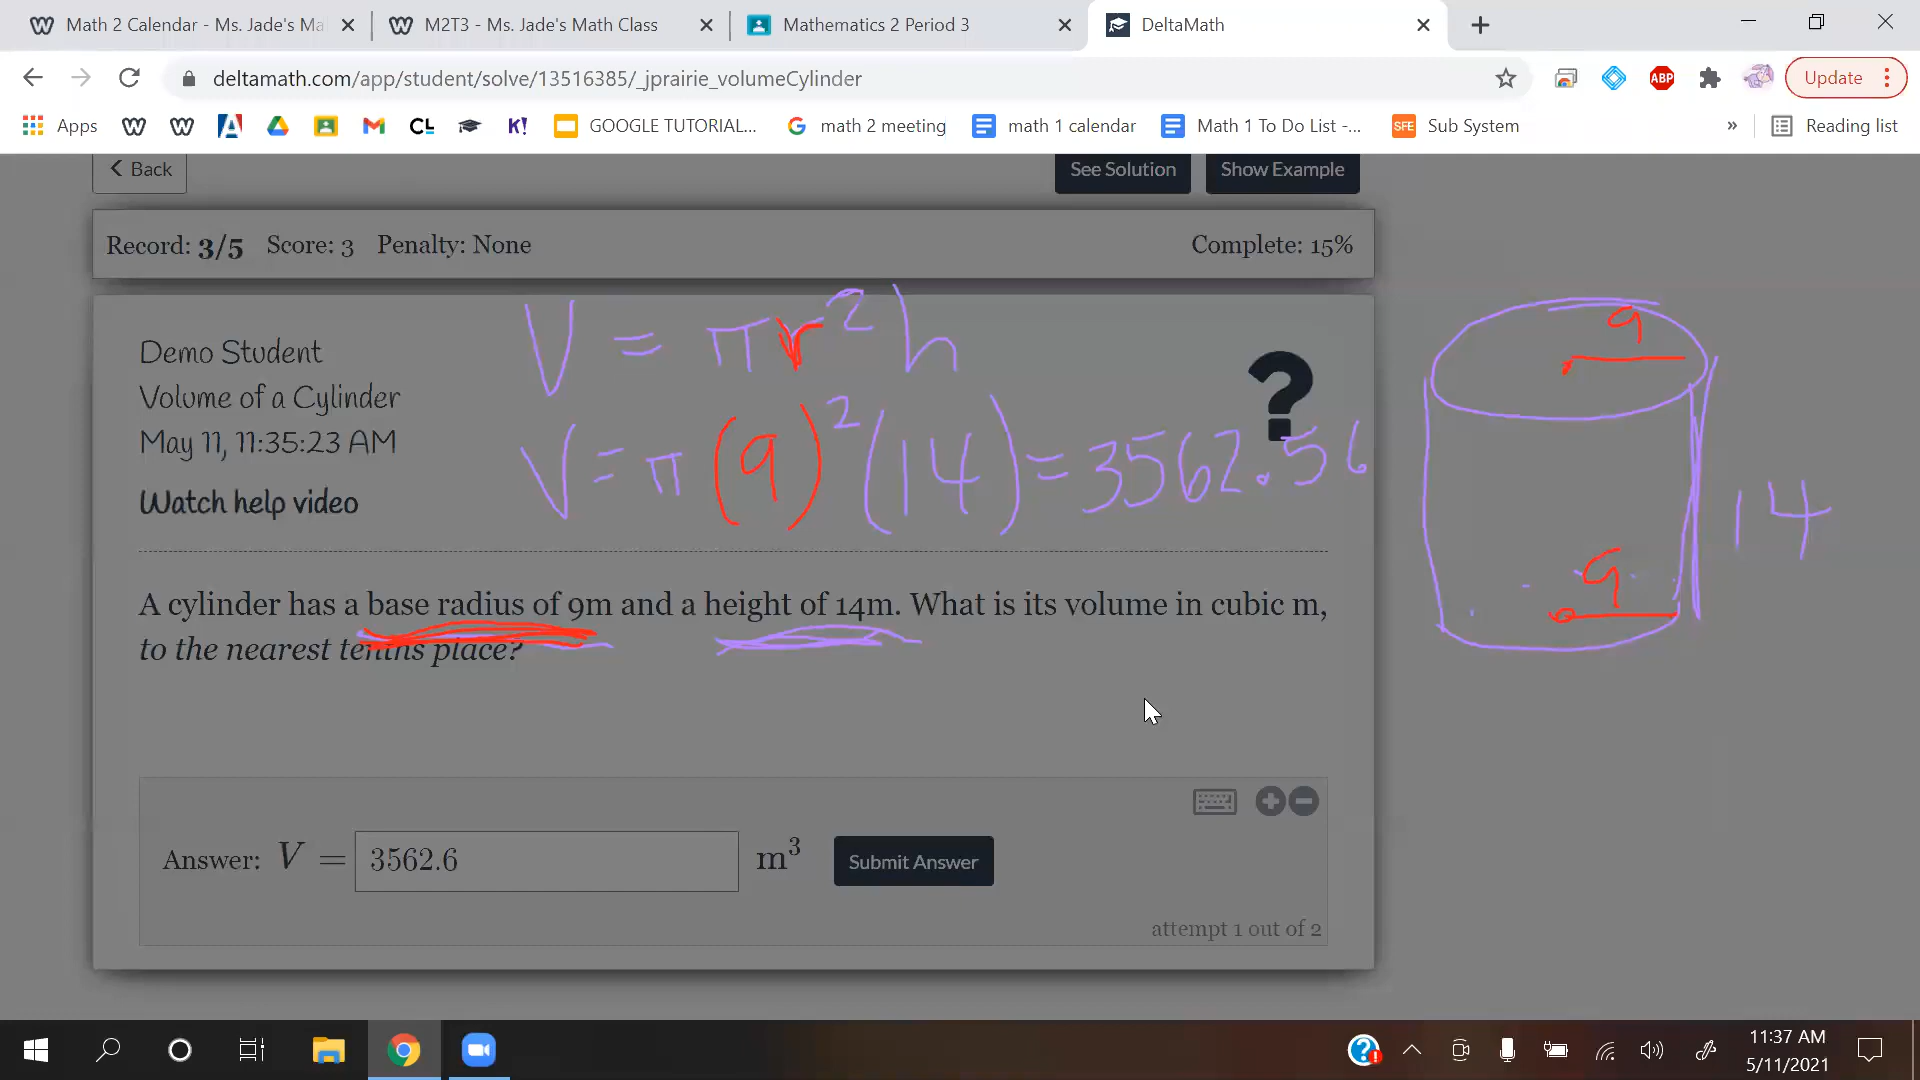 Math 2 Calendar - Ms. Jade's Ma
M2T3 - Ms. Jade's Math Class
Mathematics 2 Period 3
DeltaMath
deltamath.com/app/student/solve/13516385/_jprairie_volumeCylinder
ABP
Update
Apps
CL
K!
GOOGLE TUTORIAL...
math 2 meeting
math 1 calendar
Math 1 To Do List -...
SFE
Sub System
»
Reading list
Back
See Solution
Show Example
Record: 3/5 Score: 3 Penalty: None
Complete: 15%
V = πr²h
Demo Student
Volume of a Cylinder
May 11, 11:35:23 AM
Watch help video
?
V = π (9)² (14) = 3562.56
9
14
9
A cylinder has a base radius of 9m and a height of 14m. What is its volume in cubic m,
to the nearest tenths place?
Answer: V = 3562.6 m³
Submit Answer
attempt 1 out of 2
11:37 AM
5/11/2021